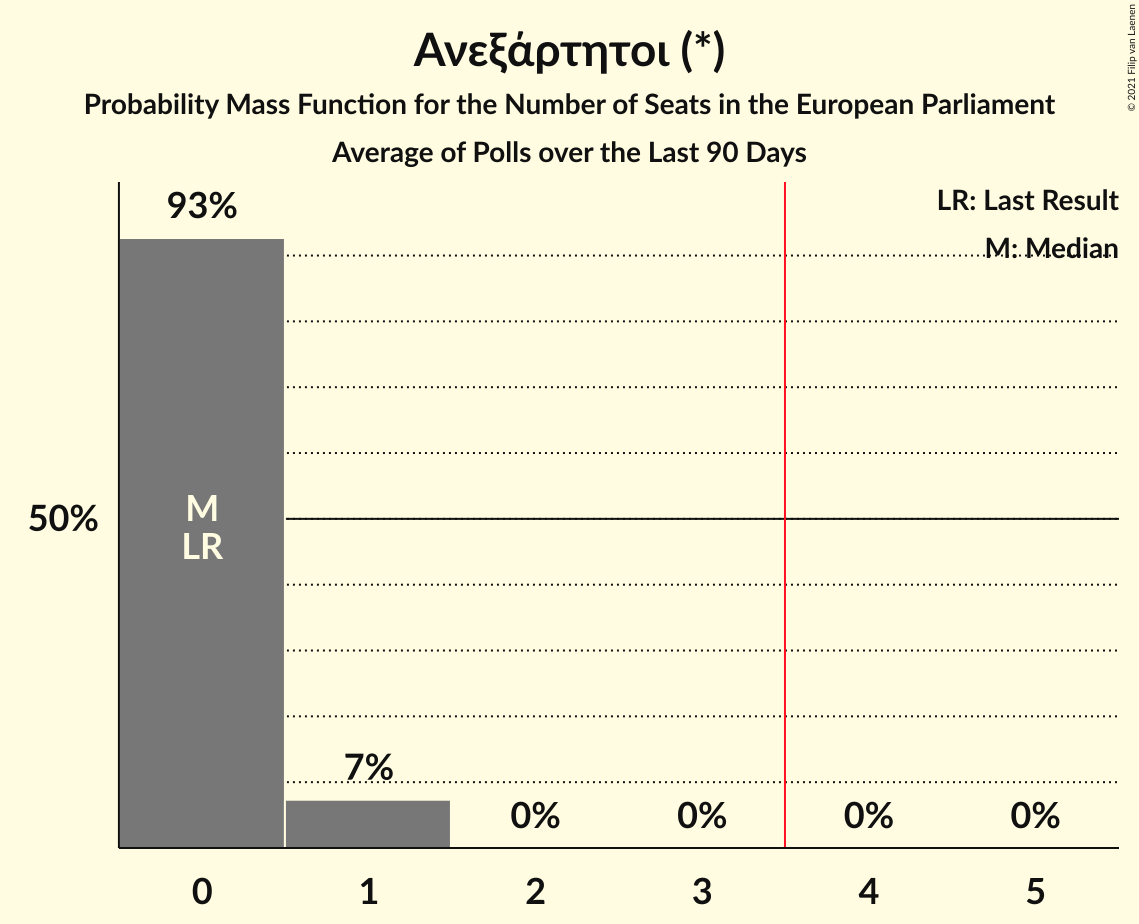 Ανεξάρτητοι (*)
Probability Mass Function for the Number of Seats in the European Parliament
Average of Polls over the Last 90 Days
© 2021 Filip van Laenen
LR: Last Result
M: Median
93%
M
LR
50%
7%
0%
0%
0%
0%
0
1
2
3
4
5